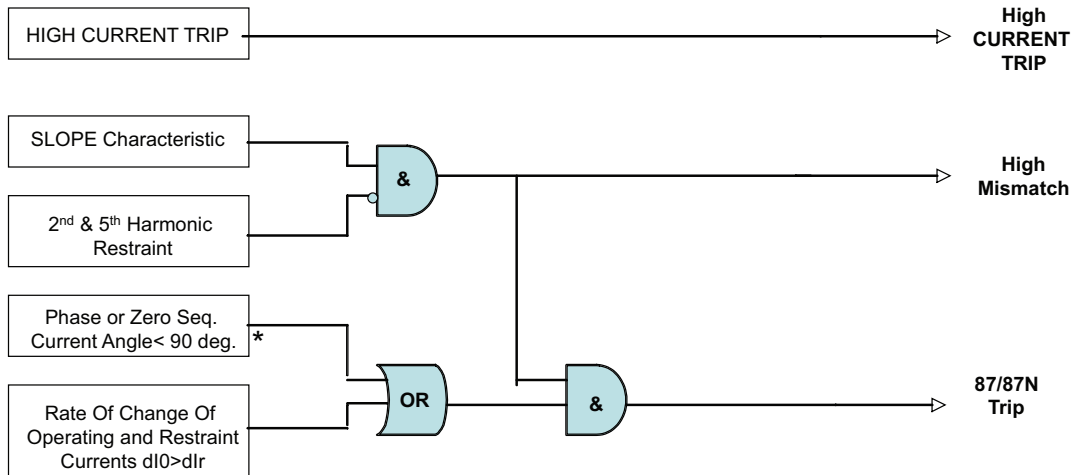 HIGH CURRENT TRIP
High
CURRENT
TRIP
SLOPE Characteristic
&
High
Mismatch
2nd & 5th Harmonic
Restraint
Phase or Zero Seq.
Current Angle< 90 deg.
*
OR
&
87/87N
Trip
Rate Of Change Of
Operating and Restraint
Currents dI0>dIr